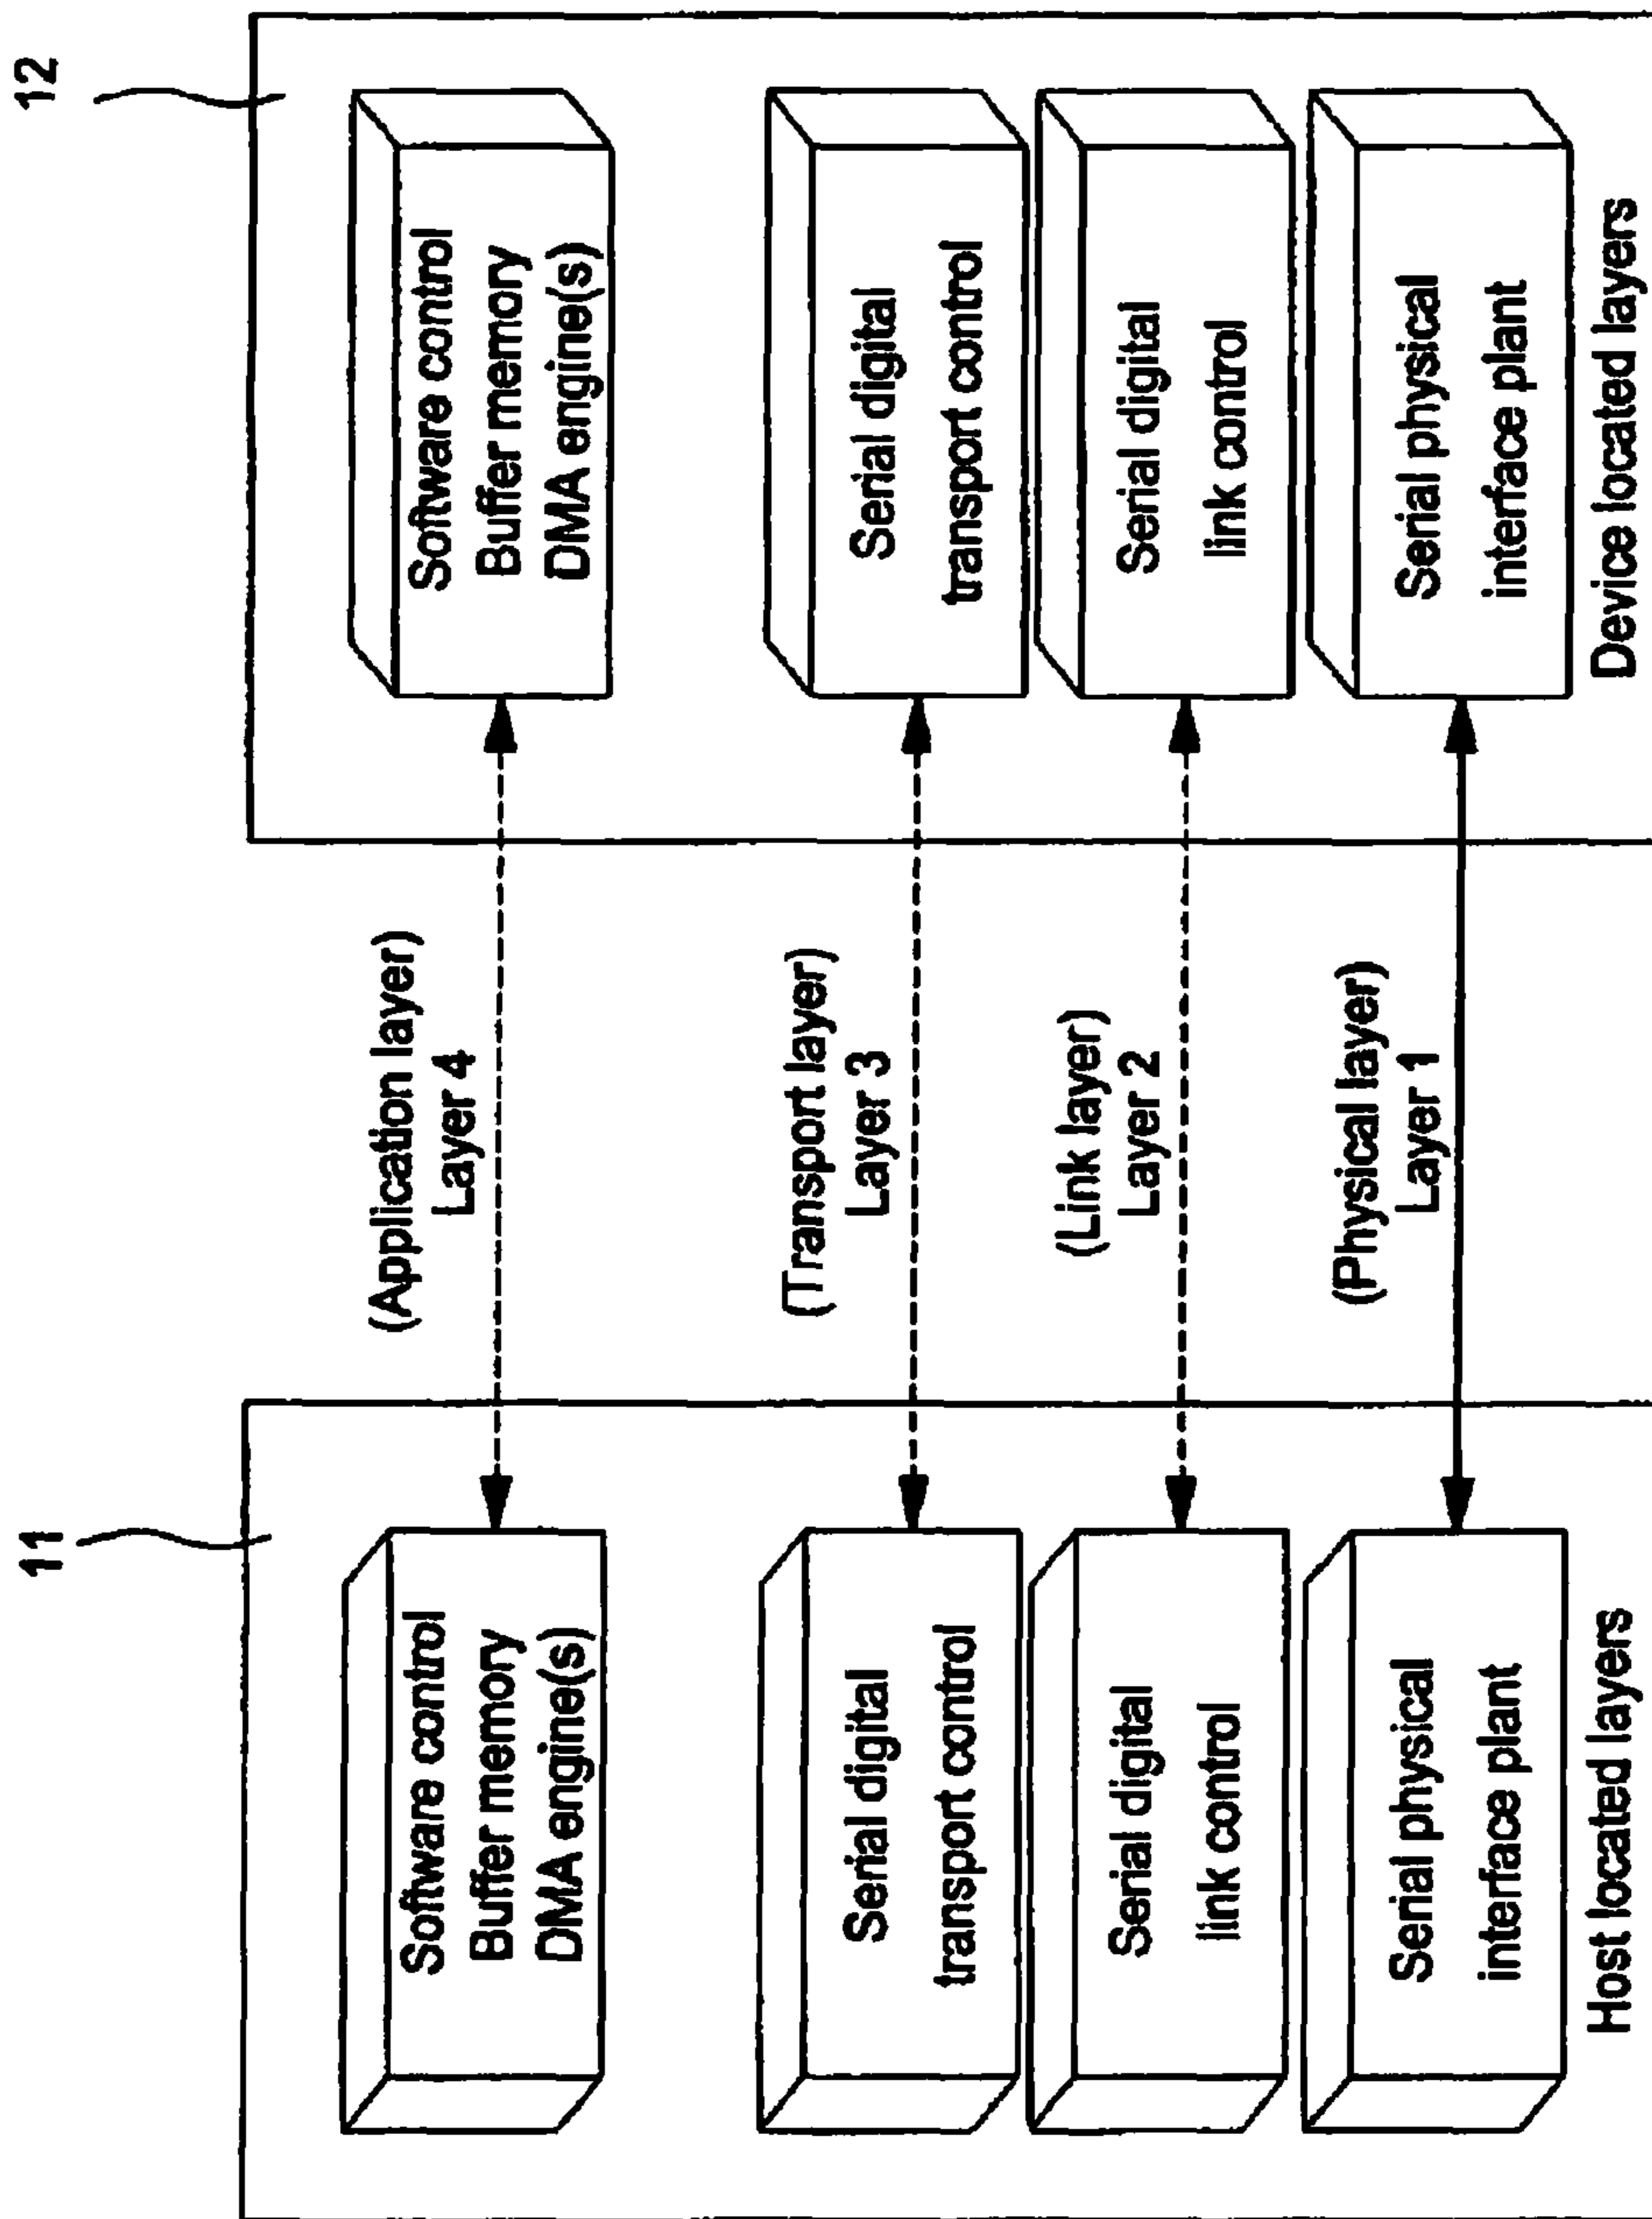 11
12
Software control
Buffer memory
DMA engine(s)
(Application layer)
Layer 4
Software control
Buffer memory
DMA engine(s)
Serial digital
transport control
(Transport layer)
Layer 3
Serial digital
transport control
Serial digital
link control
(Link layer)
Layer 2
Serial digital
link control
Serial physical
interface plant
(Physical layer)
Layer 1
Serial physical
interface plant
Host located layers
Device located layers